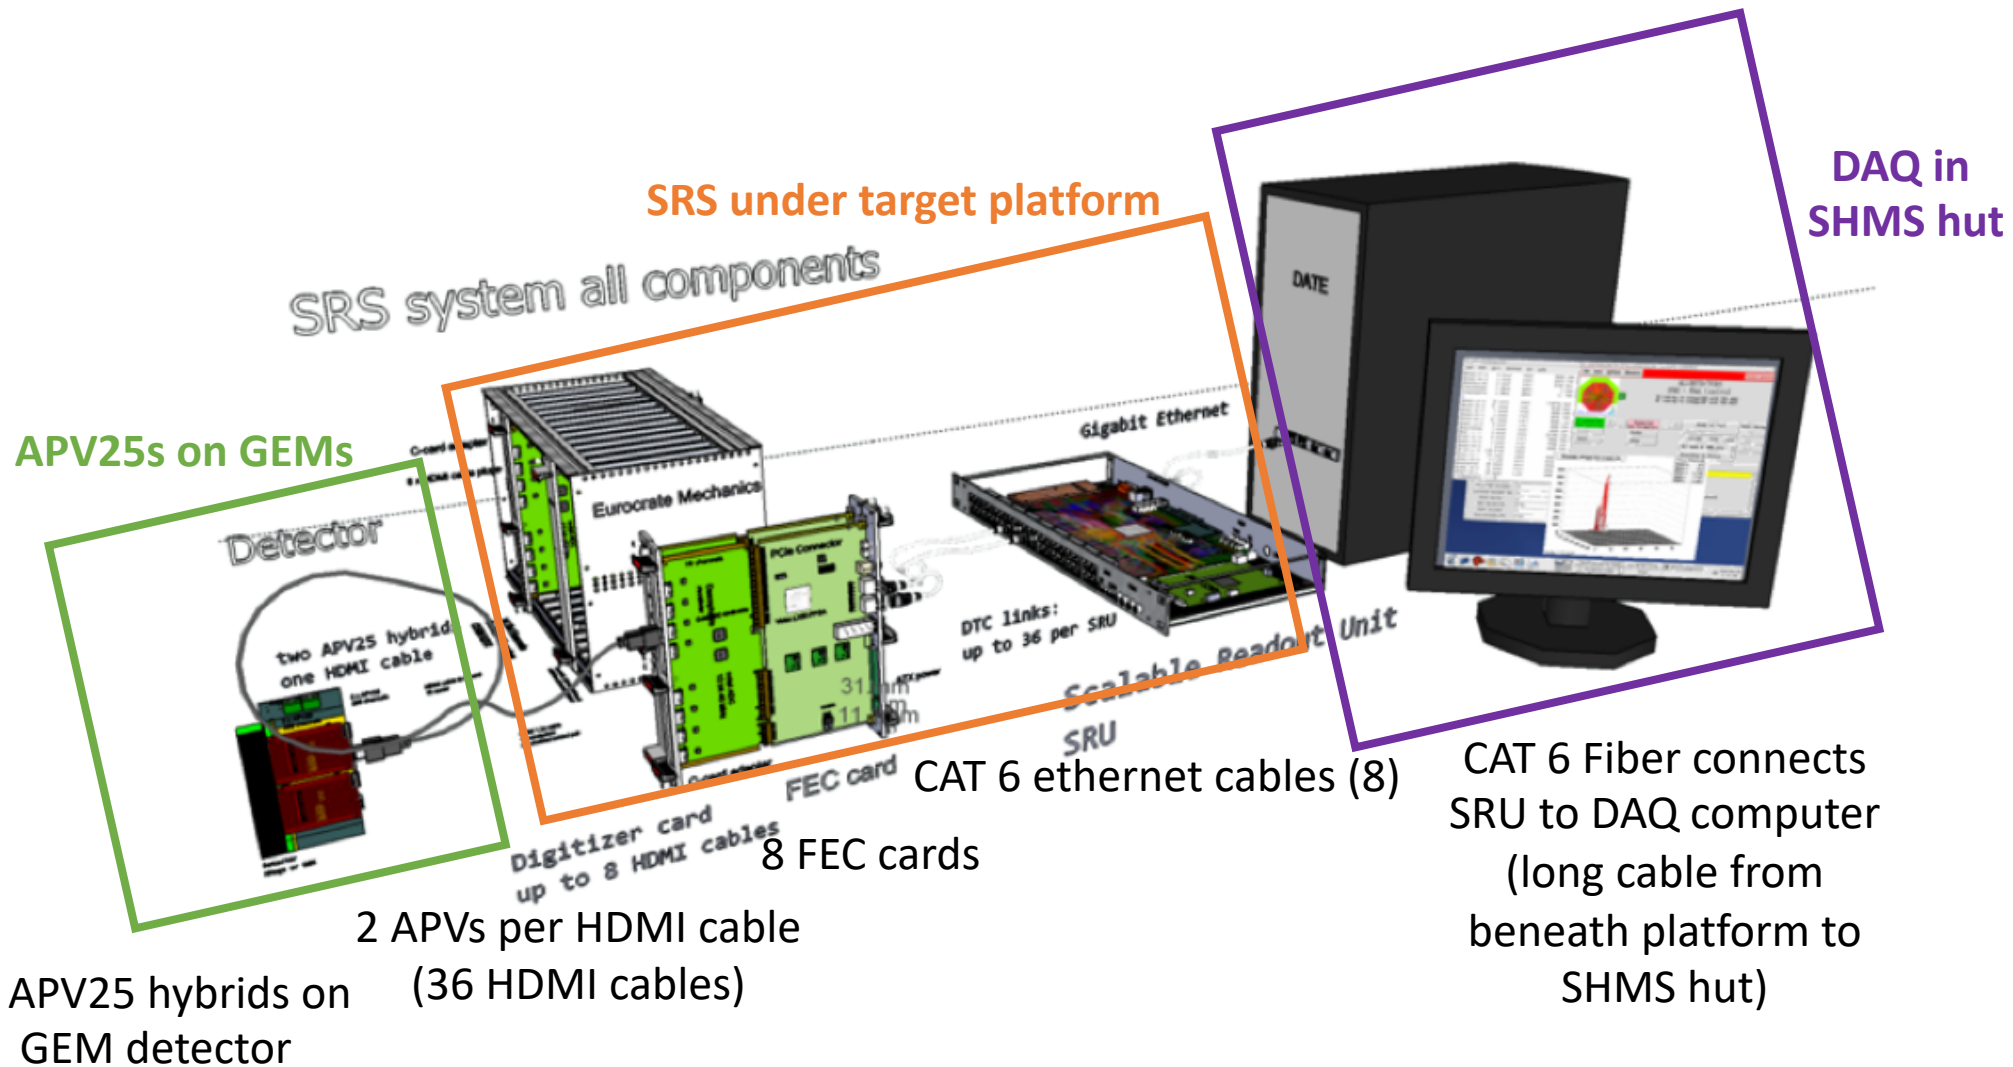 DAQ in
SHMS hut
SRS under target platform
SRS system all components
DATE
APV25s on GEMs
Gigabit Ethernet
Eurocrate Mechanics
Detector
PCIe Connector
two APV25 hybrids
one HDMI cable
DTC links:
up to 36 per SRU
Scalable Readout Unit
SRU
FEC card
Digitizer card
up to 8 HDMI cables
CAT 6 ethernet cables (8)
8 FEC cards
2 APVs per HDMI cable
(36 HDMI cables)
APV25 hybrids on
GEM detector
CAT 6 Fiber connects
SRU to DAQ computer
(long cable from
beneath platform to
SHMS hut)